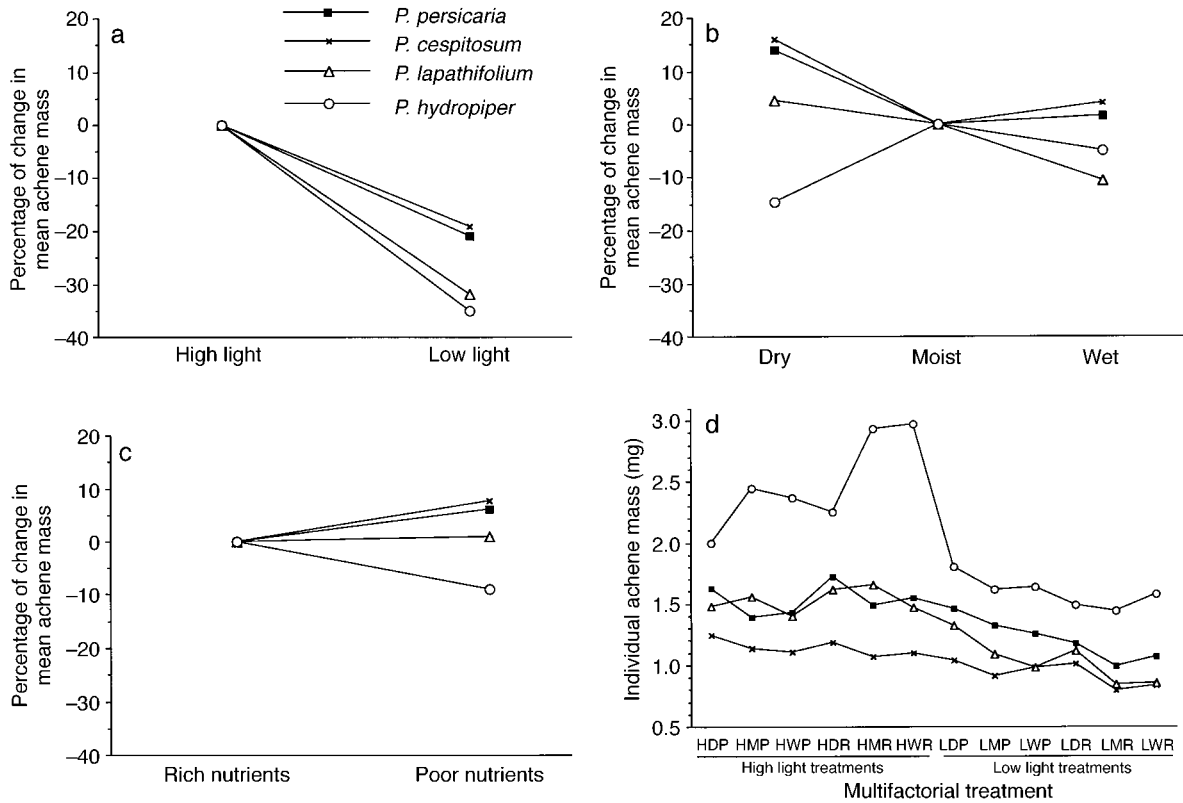 a
P. persicaria
P. cespitosum
P. lapathifolium
P. hydropiper
Percentage of change in
mean achene mass
20
10
0
−10
−20
−30
−40
High light
Low light
b
Percentage of change in
mean achene mass
20
15
10
0
−10
−20
−30
−40
Dry
Moist
Wet
c
Percentage of change in
mean achene mass
20
10
0
−10
−20
−30
−40
Rich nutrients
Poor nutrients
d
Individual achene mass (mg)
3.0
2.5
2.0
1.5
1.0
0.5
HDP HMP HWP HDR HMR HWR LDP LMP LWP LDR LMR LWR
High light treatments
Low light treatments
Multifactorial treatment